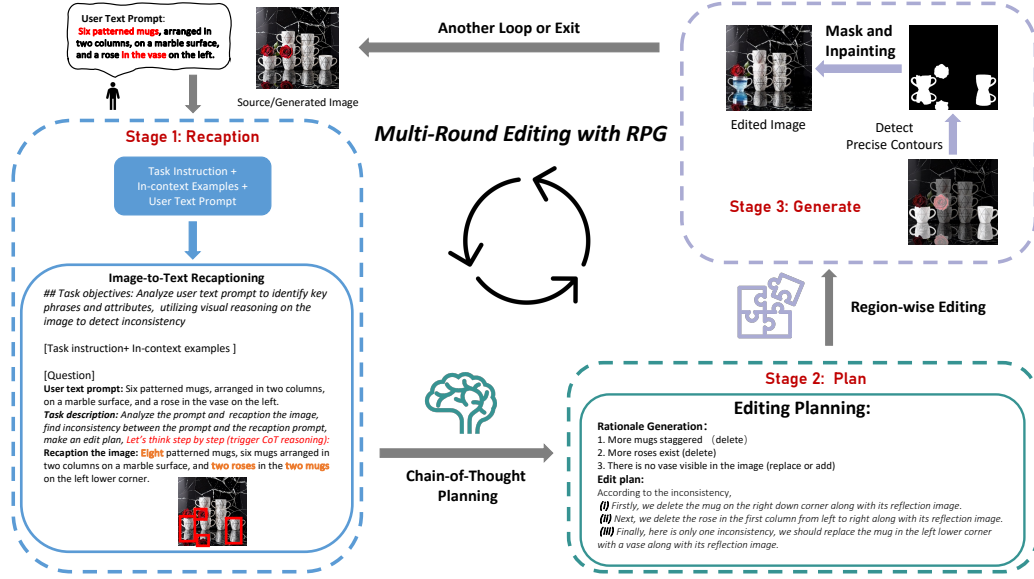 User Text Prompt:
Six patterned mugs, arranged in
two columns, on a marble surface,
and a rose in the vase on the left.
Source/Generated Image
Another Loop or Exit
Mask and
Inpainting
Edited Image
Detect
Precise Contours
Stage 3: Generate
Multi-Round Editing with RPG
Stage 1: Recaption
Task Instruction +
In-context Examples +
User Text Prompt
Image-to-Text Recaptioning
## Task objectives: Analyze user text prompt to identify key
phrases and attributes, utilizing visual reasoning on the
image to detect inconsistency
[Task instruction+ In-context examples ]
[Question]
User text prompt: Six patterned mugs, arranged in two columns,
on a marble surface, and a rose in the vase on the left.
Task description: Analyze the prompt and recaption the image,
find inconsistency between the prompt and the recaption prompt,
make an edit plan, Let's think step by step (trigger CoT reasoning):
Recaption the image: Eight patterned mugs, six mugs arranged in
two columns on a marble surface, and two roses in the two mugs
on the left lower corner.
Chain-of-Thought
Planning
Region-wise Editing
Stage 2: Plan
Editing Planning:
Rationale Generation:
1. More mugs staggered （delete）
2. More roses exist (delete)
3. There is no vase visible in the image (replace or add)
Edit plan:
According to the inconsistency,
(I) Firstly, we delete the mug on the right down corner along with its reflection image.
(II) Next, we delete the rose in the first column from left to right along with its reflection image.
(III) Finally, here is only one inconsistency, we should replace the mug in the left lower corner
with a vase along with its reflection image.